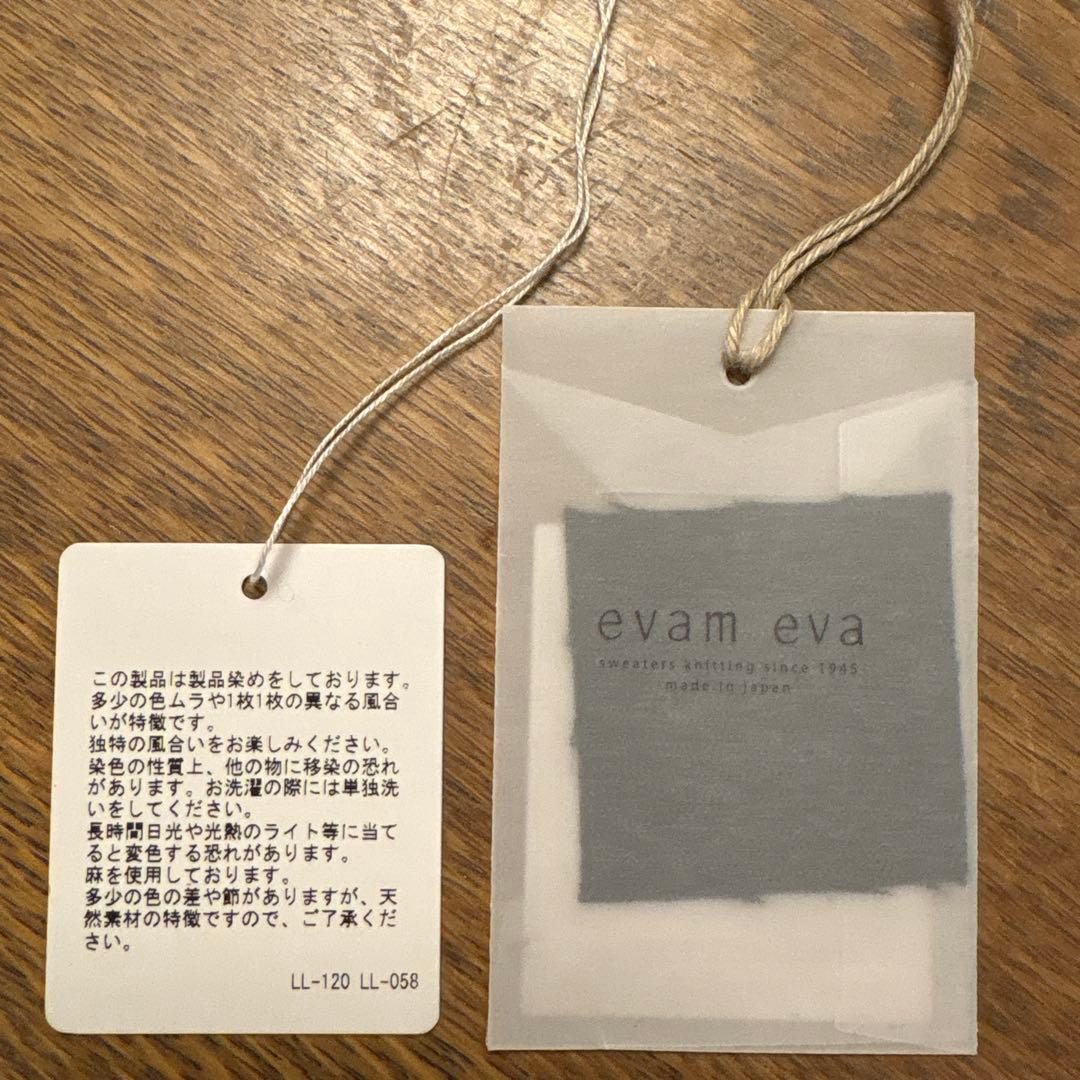 この製品は製品染めをしております。
多少の色ムラや1枚1枚の異なる風合
いが特徴です。
独特の風合いをお楽しみください。
染色の性質上、他の物に移染の恐れ
があります。お洗濯の際には単独洗
いをしてください。
長時間日光や光熱のライト等に当て
ると変色する恐れがあります。
麻を使用しております。
多少の色の差や節がありますが、天
然素材の特徴ですので、ご了承くだ
さい。
LL-120 LL-058
evam eva
sweaters knitting since 1945
made in japan